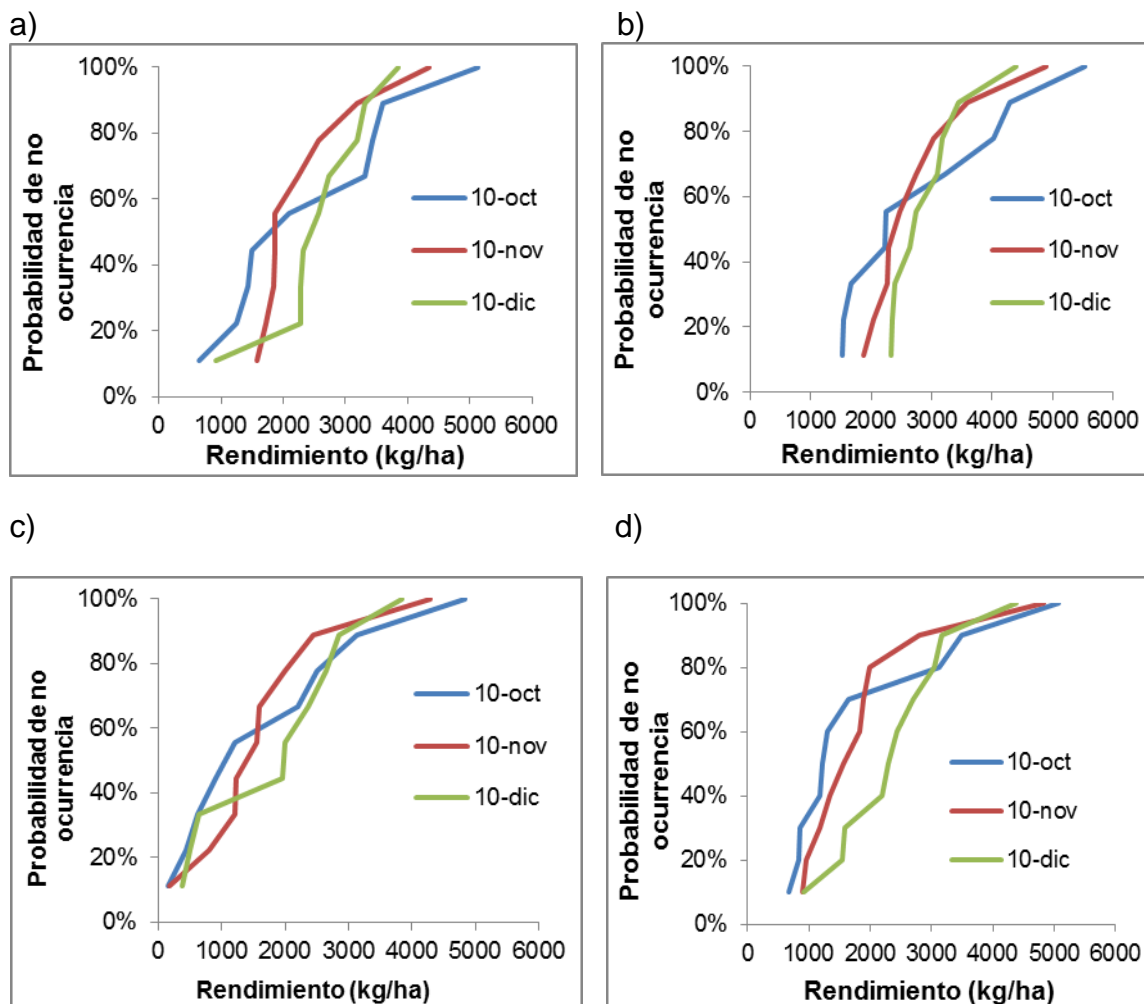 a)
100%
80%
60%
40%
20%
0%
Probabilidad de no
ocurrencia
10-oct
10-nov
10-dic
0 1000 2000 3000 4000 5000 6000
Rendimiento (kg/ha)
b)
100%
80%
60%
40%
20%
0%
Probabilidad de no
ocurrencia
10-oct
10-nov
10-dic
0 1000 2000 3000 4000 5000 6000
Rendimiento (kg/ha)
c)
100%
80%
60%
40%
20%
0%
Probabilidad de no
ocurrencia
10-oct
10-nov
10-dic
0 1000 2000 3000 4000 5000 6000
Rendimiento (kg/ha)
d)
100%
80%
60%
40%
20%
0%
Probabilidad de no
ocurrencia
10-oct
10-nov
10-dic
0 1000 2000 3000 4000 5000 6000
Rendimiento (kg/ha)